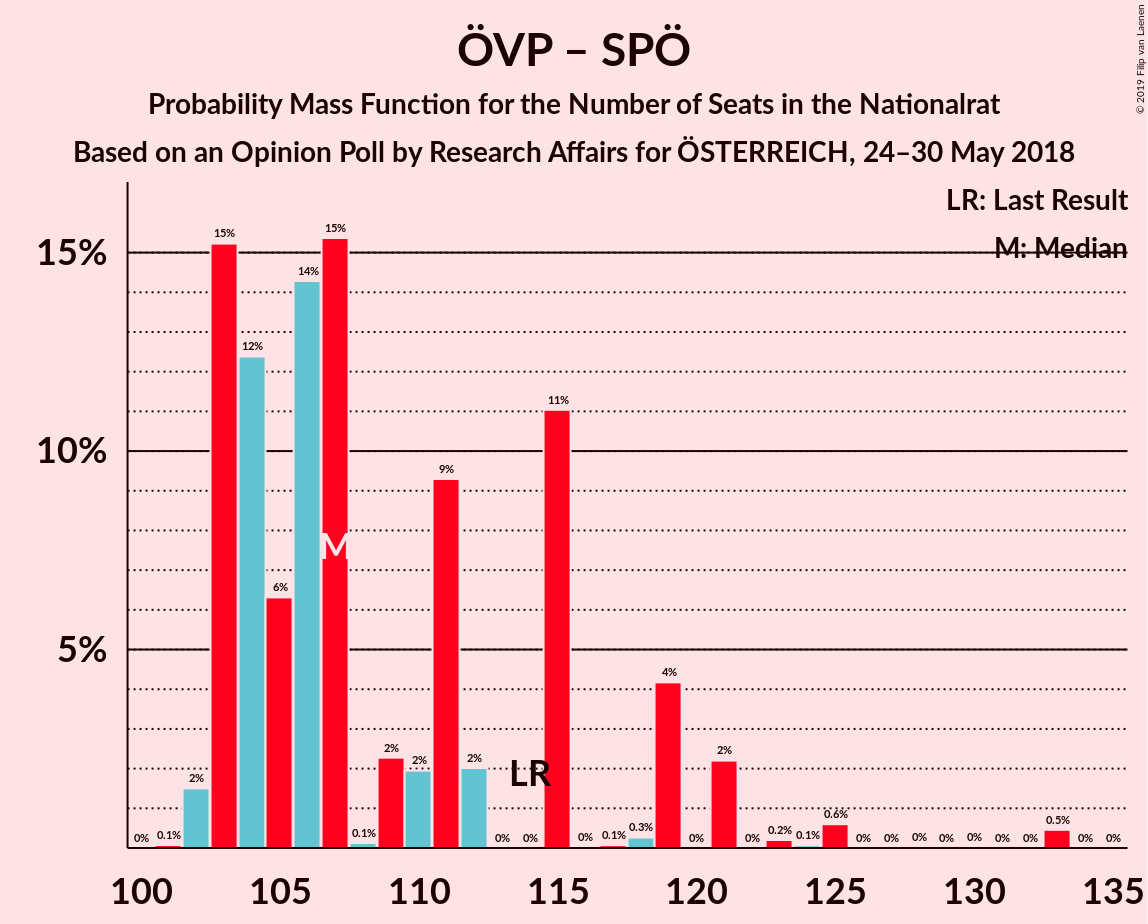 ÖVP – SPÖ
Probability Mass Function for the Number of Seats in the Nationalrat
Based on an Opinion Poll by Research Affairs for ÖSTERREICH, 24–30 May 2018
© 2019 Filip van Laenen
LR: Last Result
M: Median
15%
10%
5%
0% 0.1% 2% 15% 12% 6% 14% 15% 0.1% 2% 2% 9% 2% 0% 0% 11% 0% 0.1% 0.3% 4% 0% 2% 0% 0.2% 0.1% 0.6% 0% 0% 0% 0% 0% 0% 0% 0.5% 0% 0%
M
LR
100 105 110 115 120 125 130 135